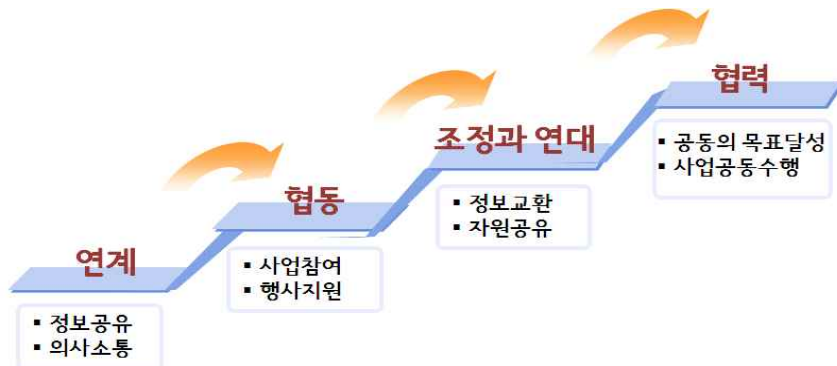 연계
▪ 정보공유
▪ 의사소통
협동
▪ 사업참여
▪ 행사지원
조정과 연대
▪ 정보교환
▪ 자원공유
협력
▪ 공동의 목표달성
▪ 사업공동수행